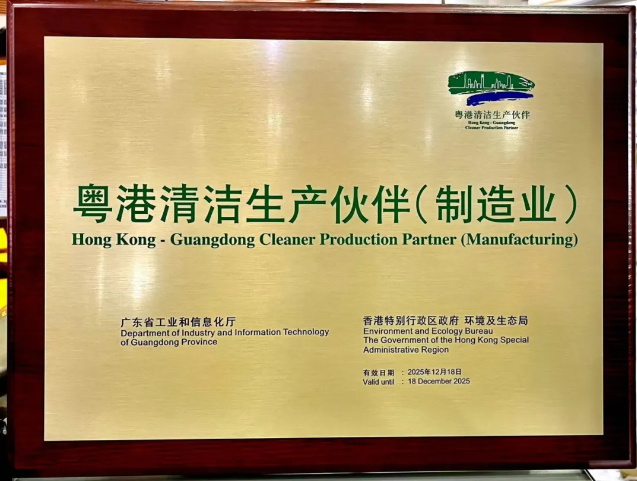 粤港清洁生产伙伴
Hong Kong - Guangdong
Cleaner Production Partner
粤港清洁生产伙伴(制造业)
Hong Kong - Guangdong Cleaner Production Partner (Manufacturing)
广东省工业和信息化厅
Department of Industry and Information Technology
of Guangdong Province
香港特别行政区政府 环境及生态局
Environment and Ecology Bureau
The Government of the Hong Kong Special
Administrative Region
有效日期 : 2025年12月18日
Valid until : 18 December 2025